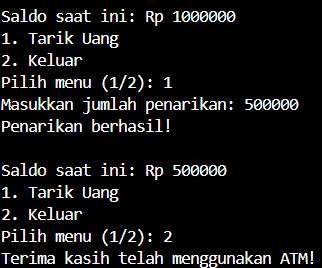 Saldo saat ini: Rp 1000000
1. Tarik Uang
2. Keluar
Pilih menu (1/2): 1
Masukkan jumlah penarikan: 500000
Penarikan berhasil!

Saldo saat ini: Rp 500000
1. Tarik Uang
2. Keluar
Pilih menu (1/2): 2
Terima kasih telah menggunakan ATM!